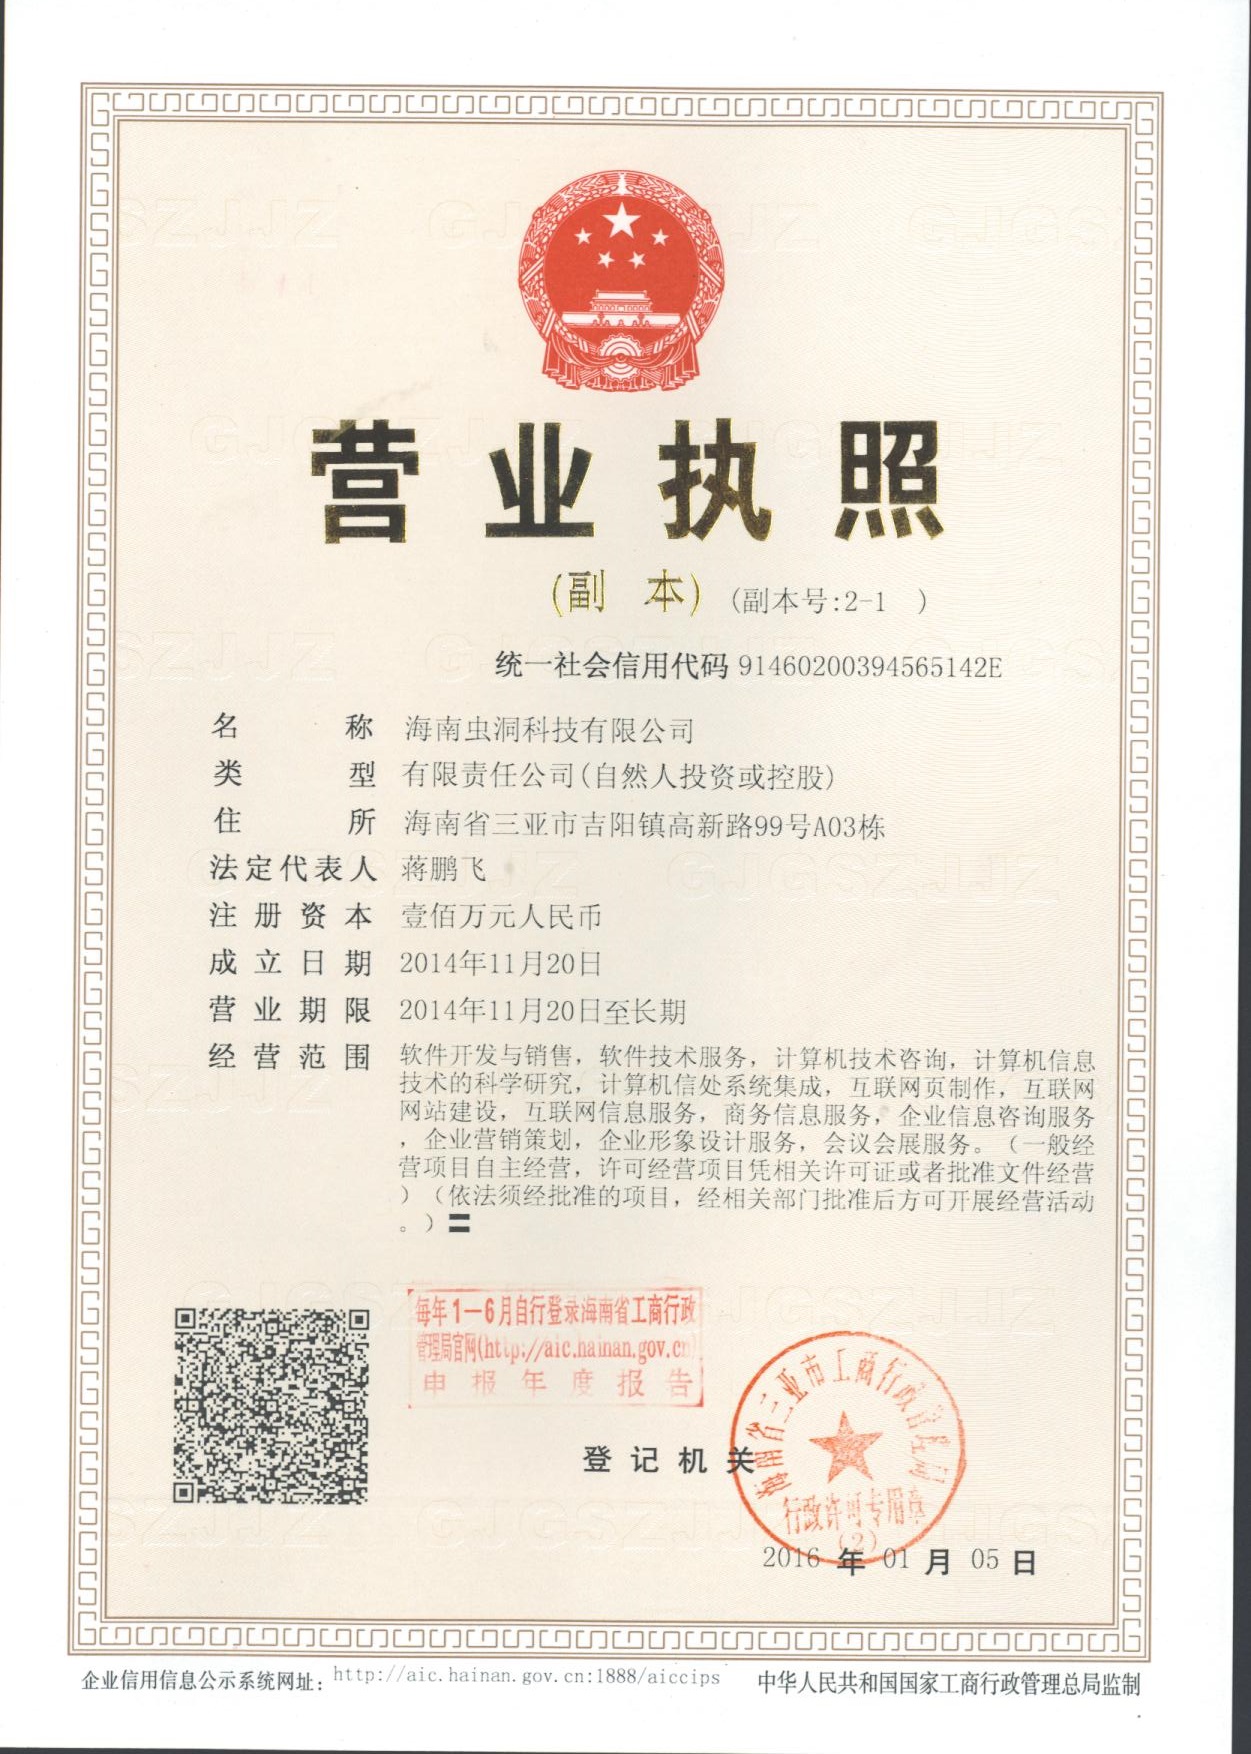 营业执照
(副 本) (副本号:2-1 )
统一社会信用代码 91460200394565142E
名称 海南虫洞科技有限公司
类型 有限责任公司(自然人投资或控股)
住所 海南省三亚市吉阳镇高新路99号A03栋
法定代表人 蒋鹏飞
注册资本 壹佰万元人民币
成立日期 2014年11月20日
营业期限 2014年11月20日至长期
经营范围 软件开发与销售，软件技术服务，计算机技术咨询，计算机信息
技术的科学研究，计算机信处系统集成，互联网页制作，互联网
网站建设，互联网信息服务，商务信息服务，企业信息咨询服务
，企业营销策划，企业形象设计服务，会议会展服务。（一般经
营项目自主经营，许可经营项目凭相关许可证或者批准文件经营
）（依法须经批准的项目，经相关部门批准后方可开展经营活动
。）
每年1—6月自行登录海南省工商行政
管理局官网(http://aic.hainan.gov.cn)
申报年度报告
海南省三亚市工商行政管理局
登记机关
行政许可专用章
(2)
2016 年 01 月 05 日
企业信用信息公示系统网址： http://aic.hainan.gov.cn:1888/aiccips 中华人民共和国国家工商行政管理总局监制